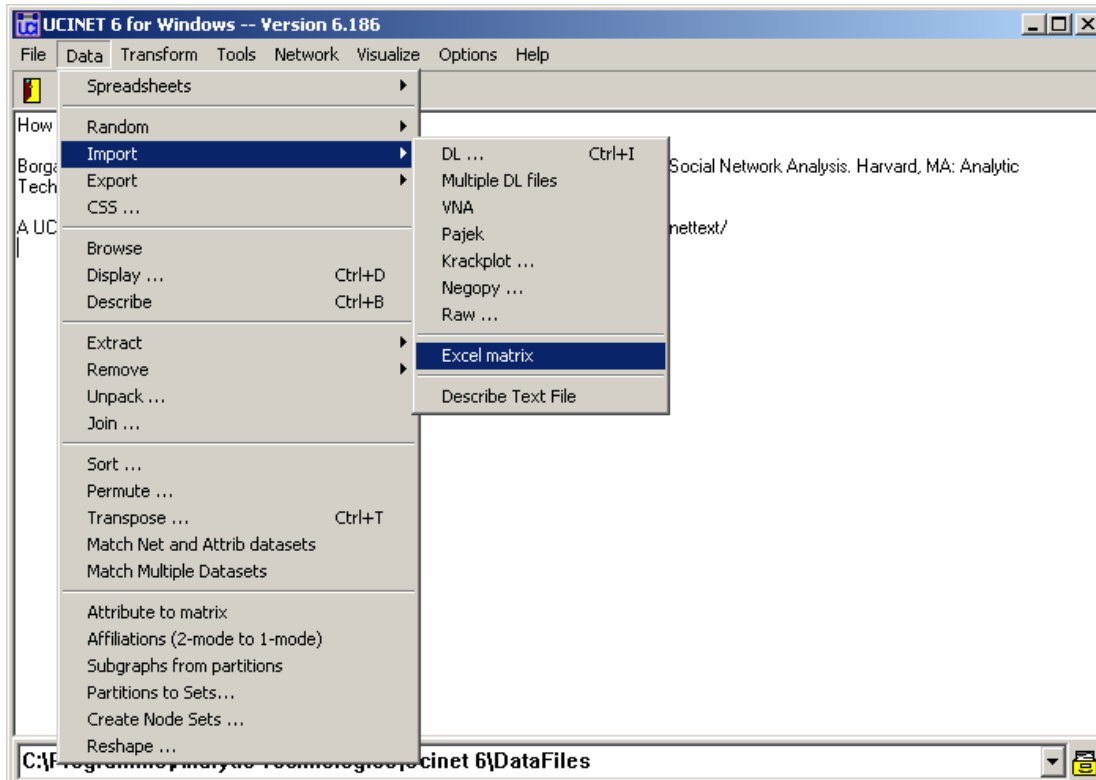 UCINET 6 for Windows -- Version 6.186
File Data Transform Tools Network Visualize Options Help
Spreadsheets
How
Random
Import
DL ... Ctrl+I
Borga
Social Network Analysis. Harvard, MA: Analytic
Tech
Export
Multiple DL files
CSS ...
VNA
A UC
Pajek
nettext/
Browse
Krackplot ...
Display ... Ctrl+D
Negopy ...
Describe Ctrl+B
Raw ...
Extract
Excel matrix
Remove
Unpack ...
Describe Text File
Join ...
Sort ...
Permute ...
Transpose ... Ctrl+T
Match Net and Attrib datasets
Match Multiple Datasets
Attribute to matrix
Affiliations (2-mode to 1-mode)
Subgraphs from partitions
Partitions to Sets...
Create Node Sets ...
Reshape ...
cinet 6\DataFiles